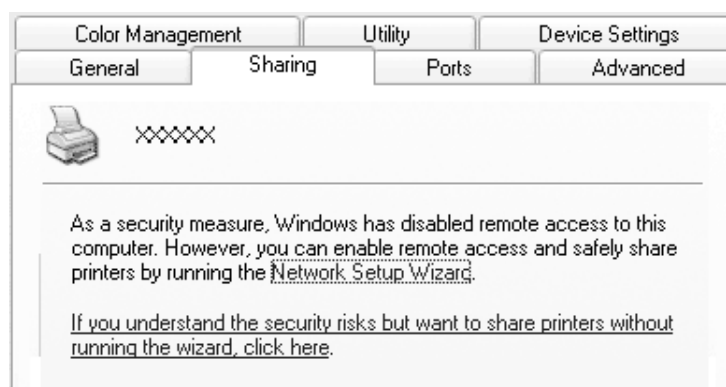 Color Management Utility Device Settings
General Sharing Ports Advanced
XXXXXX
As a security measure, Windows has disabled remote access to this
computer. However, you can enable remote access and safely share
printers by running the Network Setup Wizard.
If you understand the security risks but want to share printers without
running the wizard, click here.